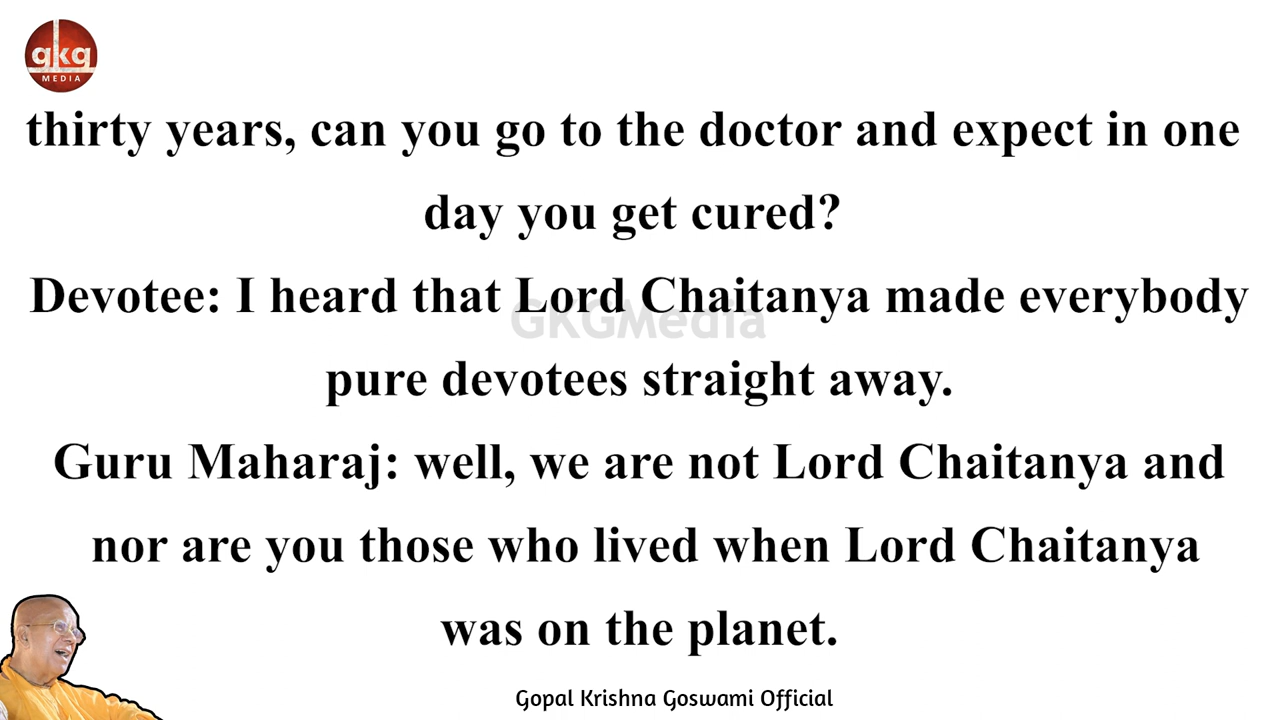 gkg
MEDIA
thirty years, can you go to the doctor and expect in one
day you get cured?
Devotee: I heard that Lord Chaitanya made everybody
GKGMedia
pure devotees straight away.
Guru Maharaj: well, we are not Lord Chaitanya and
nor are you those who lived when Lord Chaitanya
was on the planet.
Gopal Krishna Goswami Official